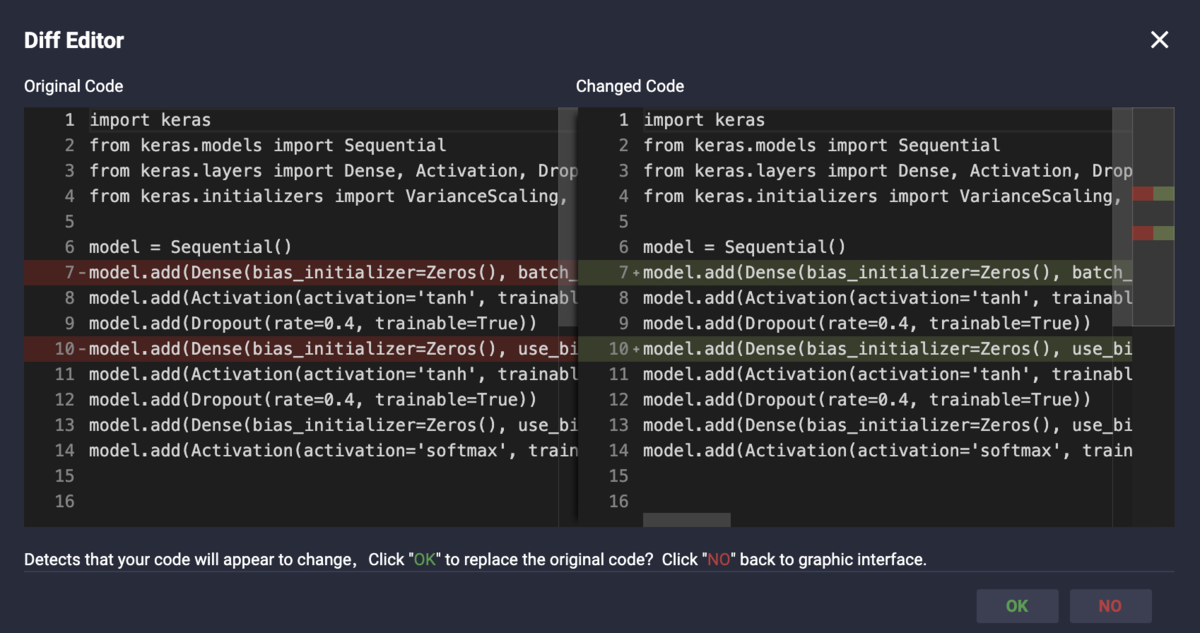 Diff Editor
Original Code
Changed Code
1 import keras
2 from keras.models import Sequential
3 from keras.layers import Dense, Activation, Drop
4 from keras.initializers import VarianceScaling,
5
6 model = Sequential()
7-model.add(Dense(bias_initializer=Zeros(), batch_
8 model.add(Activation(activation='tanh', trainabl
9 model.add(Dropout(rate=0.4, trainable=True))
10-model.add(Dense(bias_initializer=Zeros(), use_bi
11 model.add(Activation(activation='tanh', trainabl
12 model.add(Dropout(rate=0.4, trainable=True))
13 model.add(Dense(bias_initializer=Zeros(), use_bi
14 model.add(Activation(activation='softmax', train
15
16
1 import keras
2 from keras.models import Sequential
3 from keras.layers import Dense, Activation, Drop
4 from keras.initializers import VarianceScaling,
5
6 model = Sequential()
7+model.add(Dense(bias_initializer=Zeros(), batch_
8 model.add(Activation(activation='tanh', trainabl
9 model.add(Dropout(rate=0.4, trainable=True))
10+model.add(Dense(bias_initializer=Zeros(), use_bi
11 model.add(Activation(activation='tanh', trainabl
12 model.add(Dropout(rate=0.4, trainable=True))
13 model.add(Dense(bias_initializer=Zeros(), use_bi
14 model.add(Activation(activation='softmax', train
15
16
Detects that your code will appear to change，Click "OK" to replace the original code? Click "NO" back to graphic interface.
OK
NO